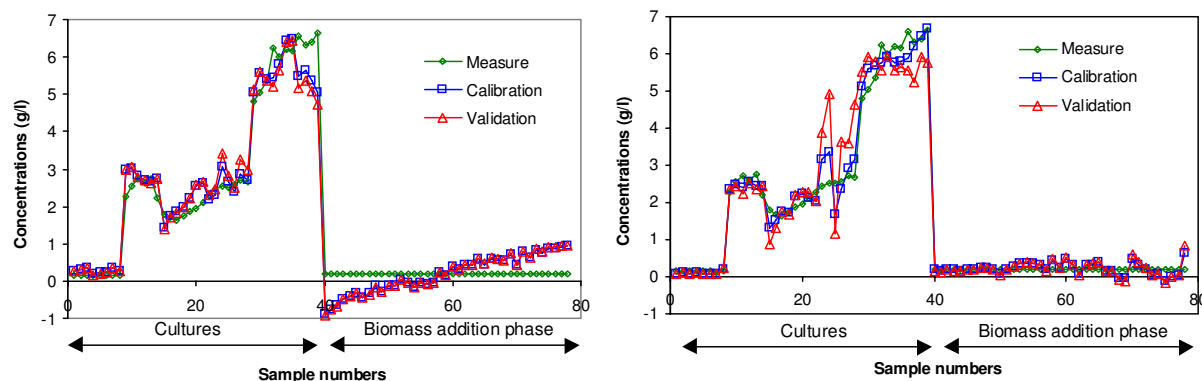 7
6
5
4
3
2
1
0
-1
0
20
40
60
80
Concentrations (g/l)
Measure
Calibration
Validation
Cultures
Biomass addition phase
Sample numbers
7
6
5
4
3
2
1
0
-1
0
20
40
60
80
Concentrations (g/l)
Measure
Calibration
Validation
Cultures
Biomass addition phase
Sample numbers